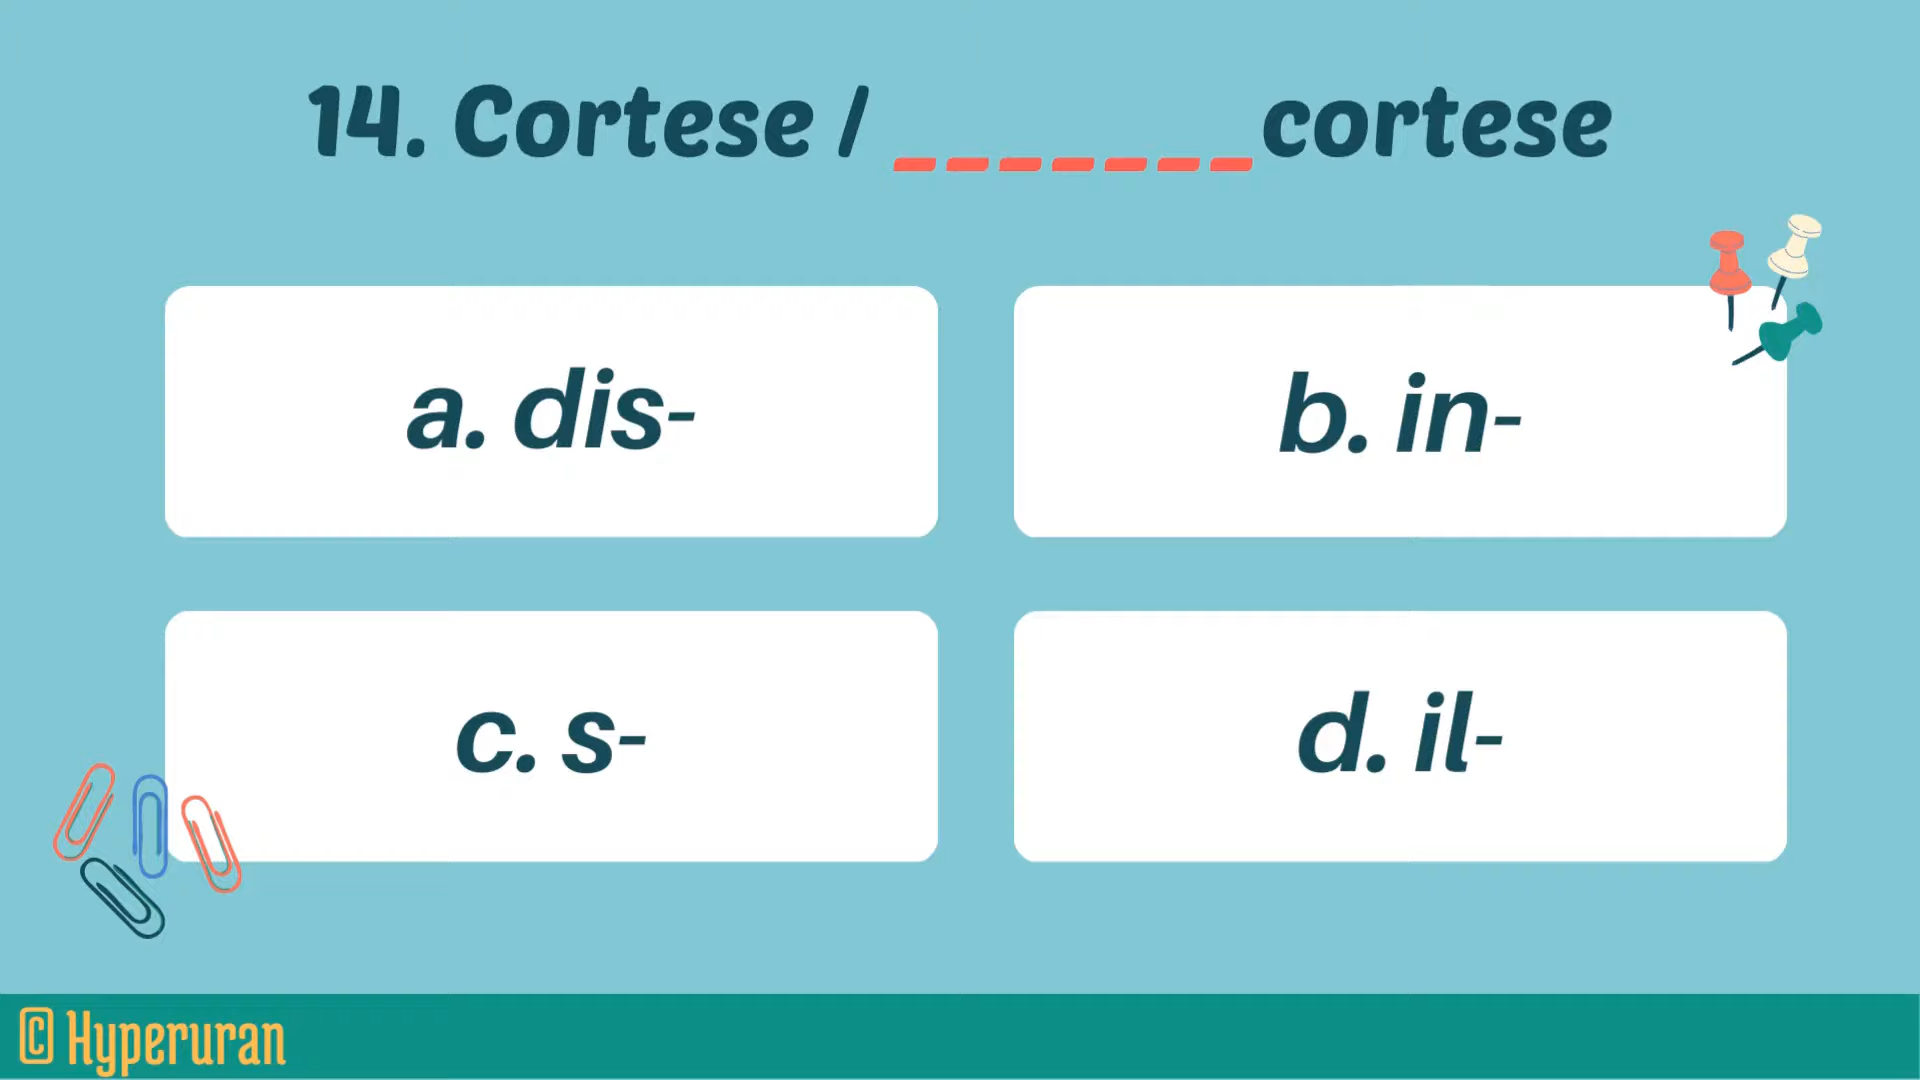 14. Cortese / _______cortese
a. dis-
b. in-
c. s-
d. il-
© Hyperuran